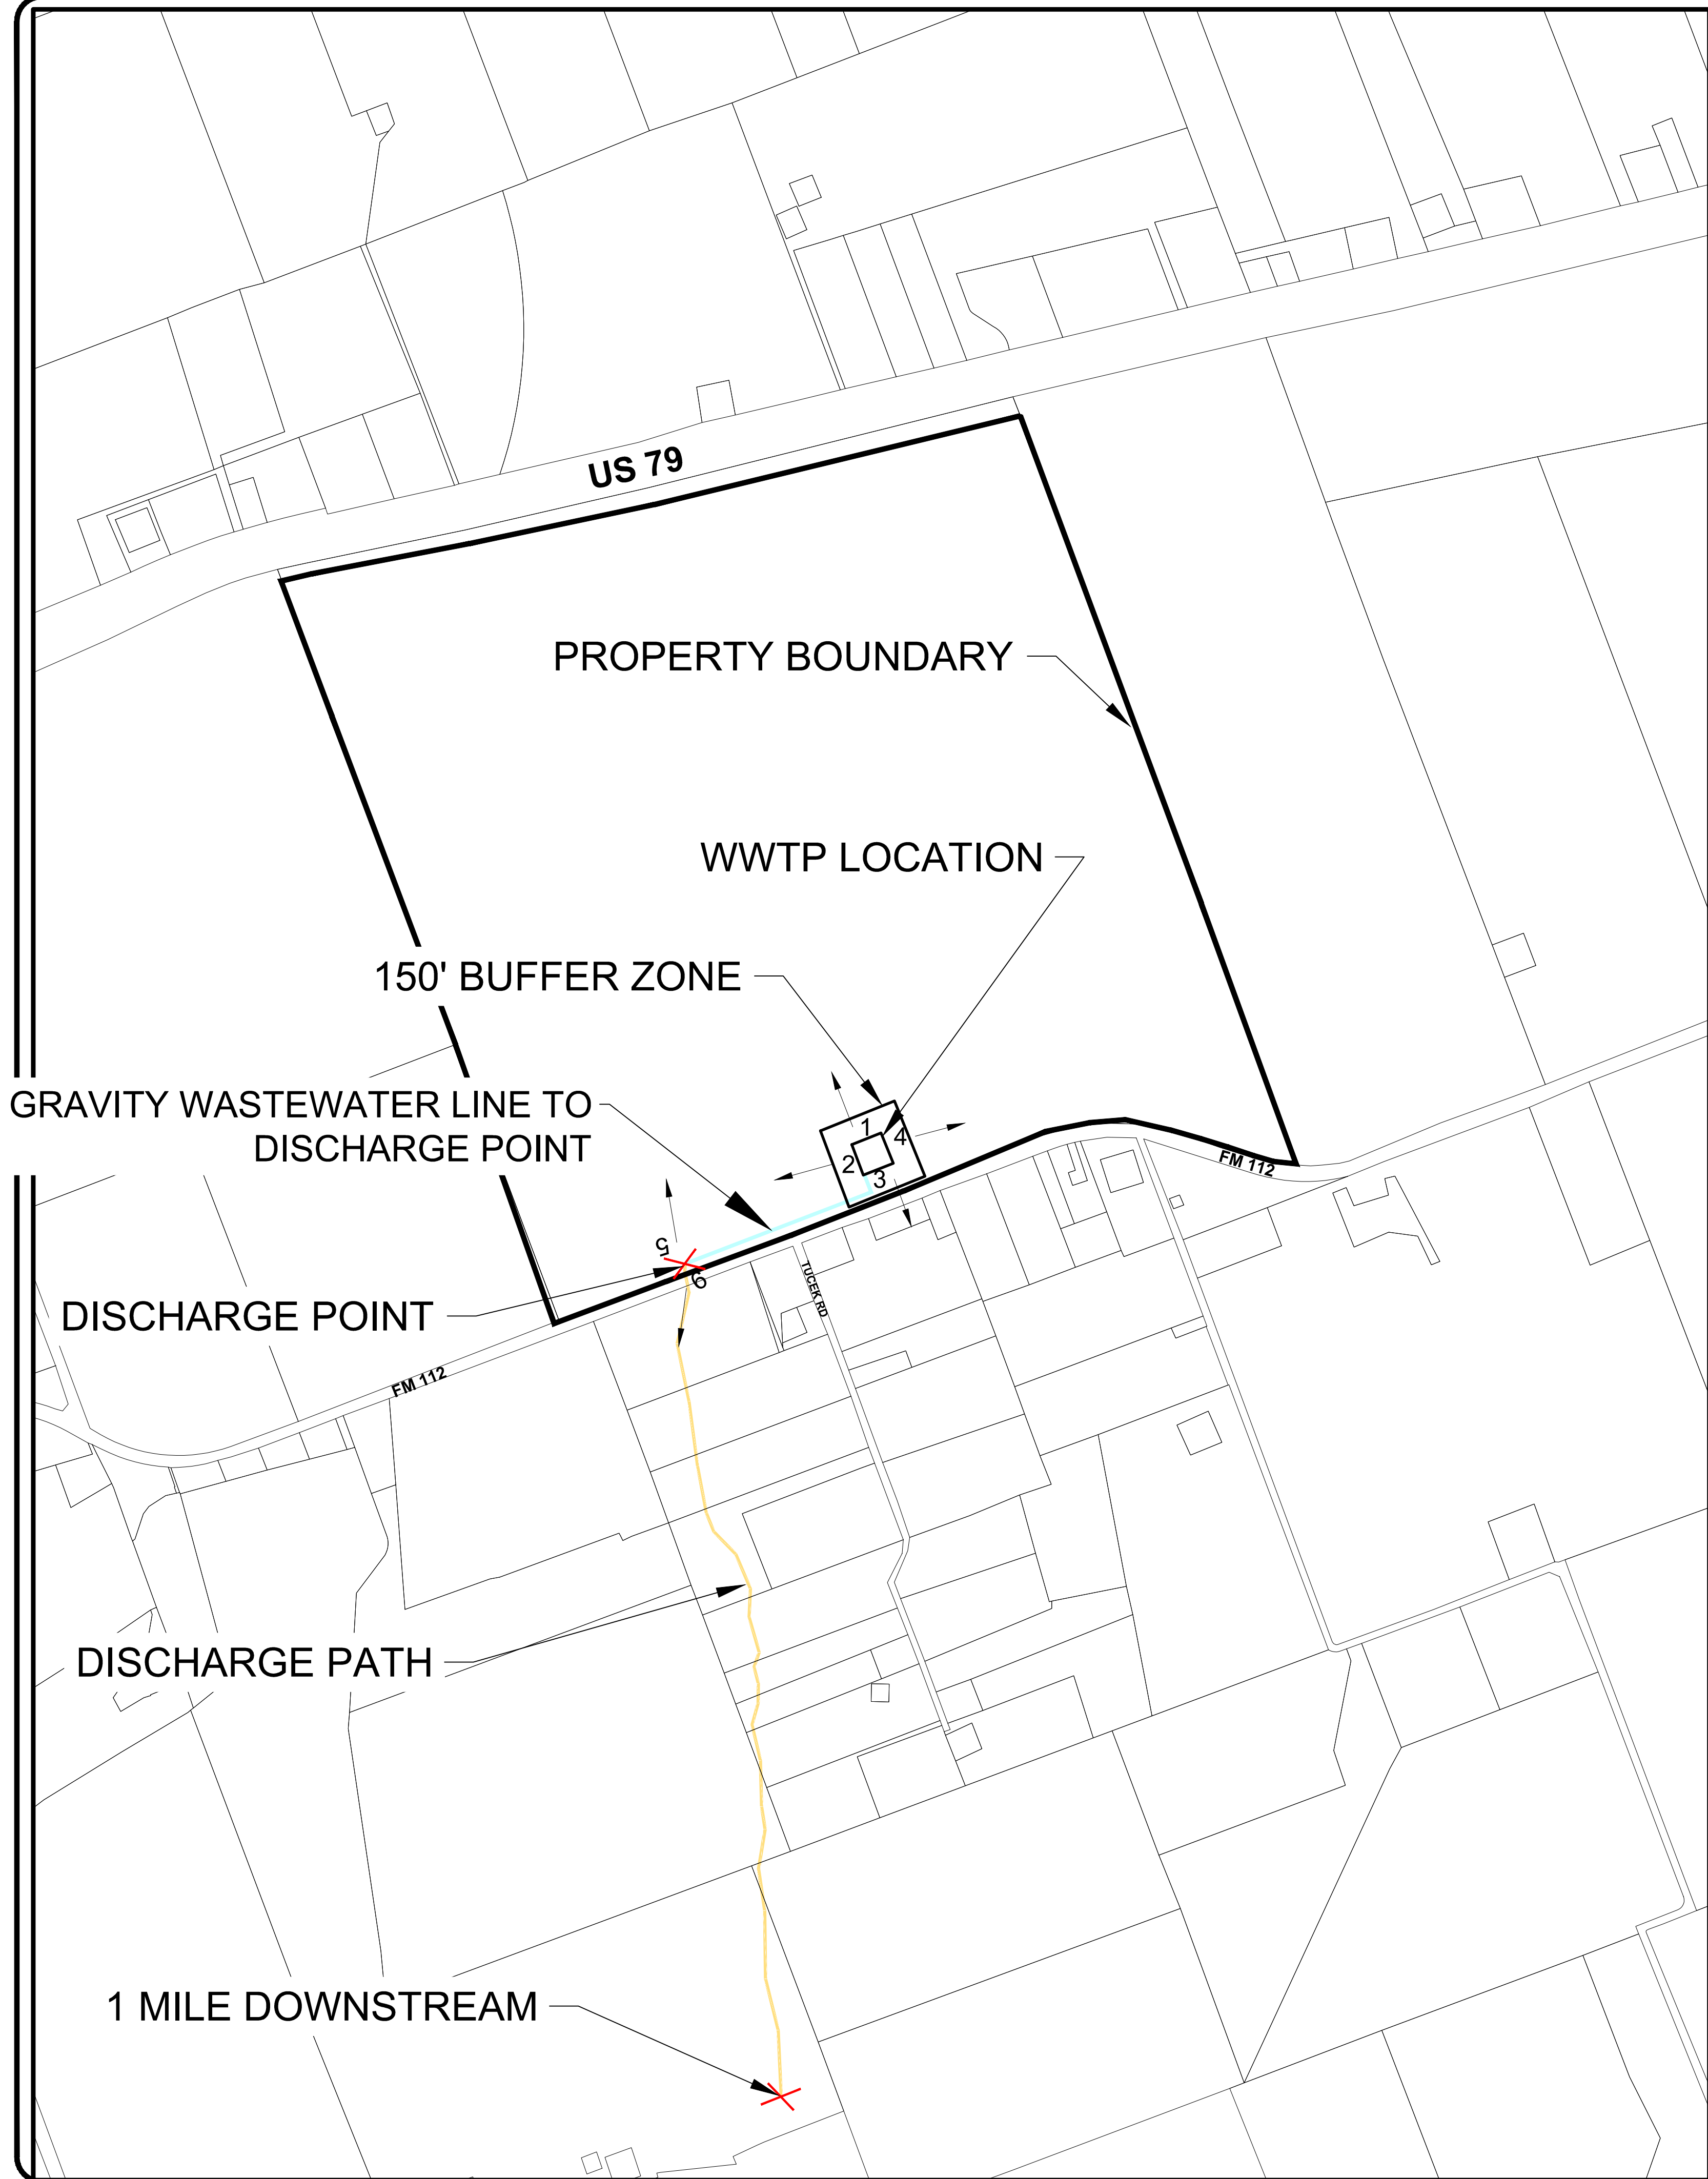 US 79
PROPERTY BOUNDARY
WWTP LOCATION
150' BUFFER ZONE
GRAVITY WASTEWATER LINE TO
DISCHARGE POINT
1
4
2
3
FM 112
5
6
TUCEK RD
DISCHARGE POINT
FM 112
DISCHARGE PATH
1 MILE DOWNSTREAM